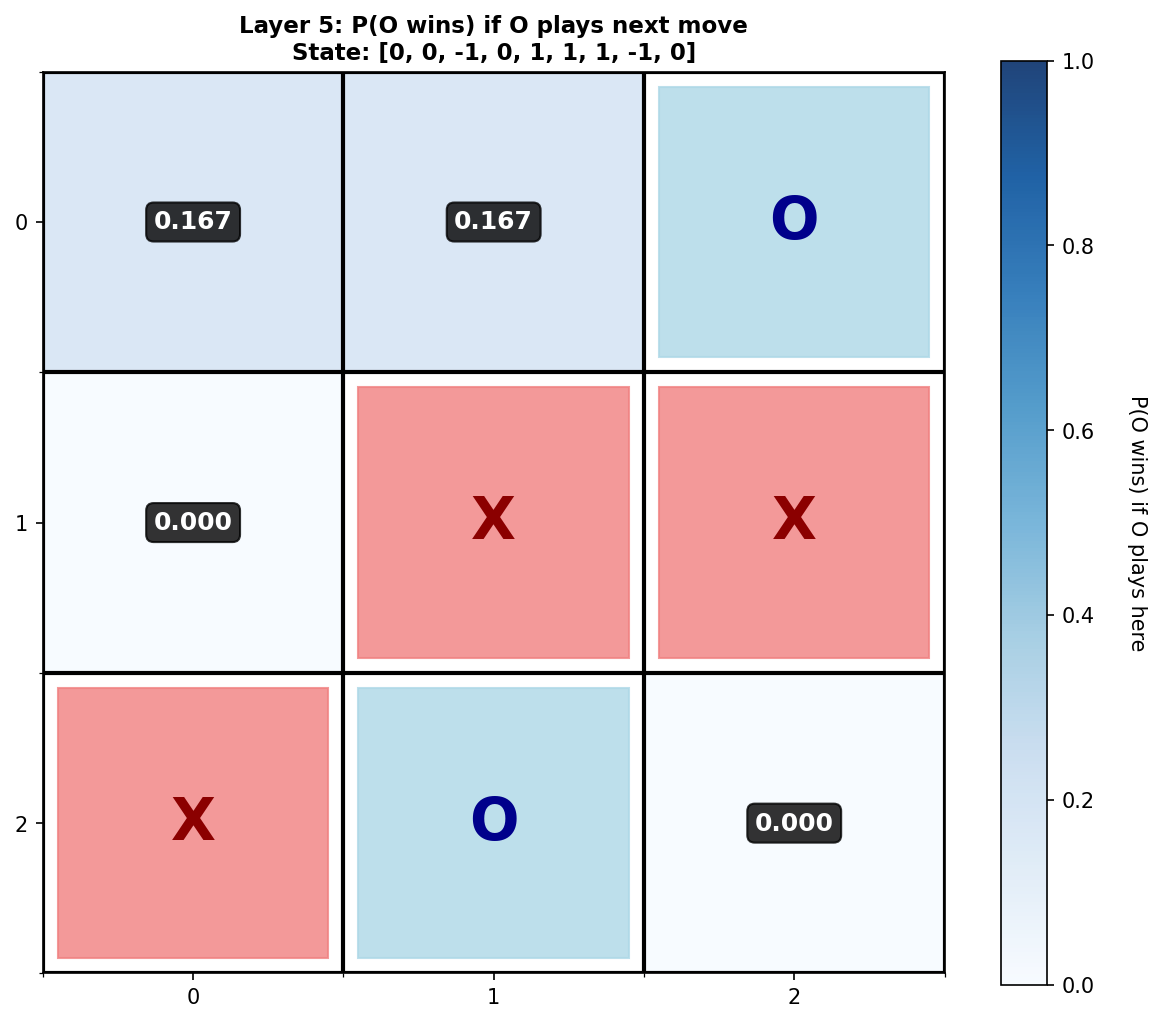 Layer 5: P(O wins) if O plays next move
State: [0, 0, -1, 0, 1, 1, 1, -1, 0]
0
0.167
0.167
O
1
0.000
X
X
2
X
O
0.000
0
1
2
1.0
0.8
0.6
0.4
0.2
0.0
P(O wins) if O plays here